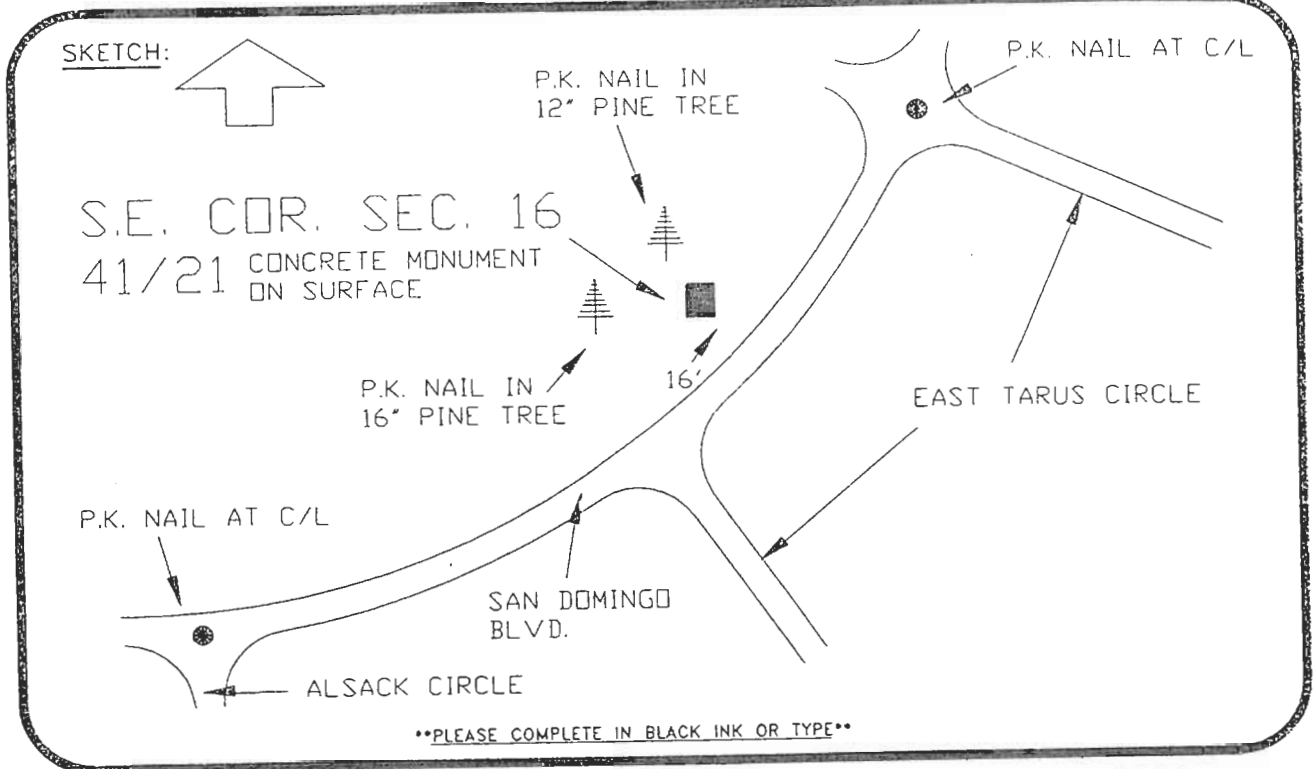 SKETCH:
P.K. NAIL AT C/L
P.K. NAIL IN
12" PINE TREE
S.E. COR. SEC. 16
41/21 CONCRETE MONUMENT
ON SURFACE
P.K. NAIL IN
16" PINE TREE
16'
EAST TARUS CIRCLE
P.K. NAIL AT C/L
SAN DOMINGO
BLVD.
ALSACK CIRCLE
**PLEASE COMPLETE IN BLACK INK OR TYPE**